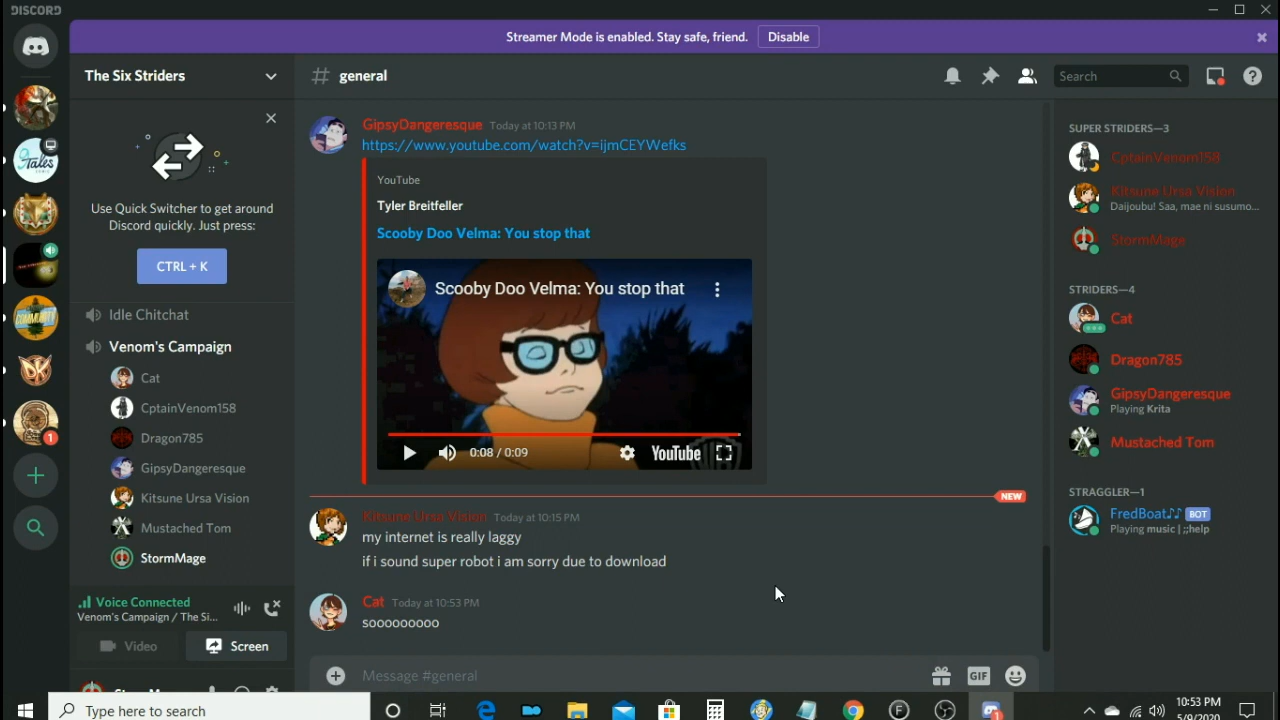 DISCORD
Streamer Mode is enabled. Stay safe, friend.
Disable
The Six Striders
# general
Search
Use Quick Switcher to get around
Discord quickly. Just press:
CTRL + K
Idle Chitchat
Venom's Campaign
Cat
CptainVenom158
Dragon785
GipsyDangeresque
Kitsune Ursa Vision
Mustached Tom
StormMage
Voice Connected
Venom's Campaign / The Si...
Video
Screen
GipsyDangeresque Today at 10:13 PM
https://www.youtube.com/watch?v=ijmCEYWefks
YouTube
Tyler Breitfeller
Scooby Doo Velma: You stop that
Scooby Doo Velma: You stop that
0:08 / 0:09
YouTube
NEW
Kitsune Ursa Vision Today at 10:15 PM
my internet is really laggy
if i sound super robot i am sorry due to download
Cat Today at 10:53 PM
sooooooooo
Message #general
GIF
SUPER STRIDERS—3
CptainVenom158
Kitsune Ursa Vision
Daijoubu! Saa, mae ni susumo...
StormMage
STRIDERS—4
Cat
Dragon785
GipsyDangeresque
Playing Krita
Mustached Tom
STRAGGLER—1
FredBoat♪♪ BOT
Playing music | ;;help
tales
COMMUNITY
DK
1
Type here to search
1
10:53 PM
5/9/2020